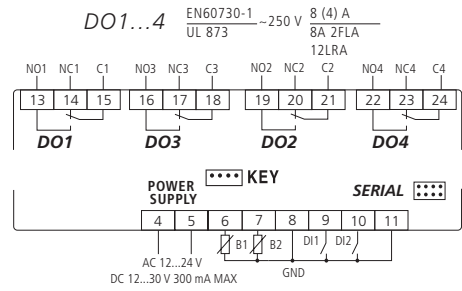 DO1...4 EN60730-1 ~250 V 8 (4) A
UL 873 8A 2FLA
12LRA
NO1 NC1 C1 NO3 NC3 C3 NO2 NC2 C2 NO4 NC4 C4
13 14 15 16 17 18 19 20 21 22 23 24
DO1 DO3 DO2 DO4
KEY
POWER SUPPLY SERIAL
4 5 6 7 8 9 10 11
B1 B2 DI1 DI2
AC 12...24 V GND
DC 12...30 V 300 mA MAX